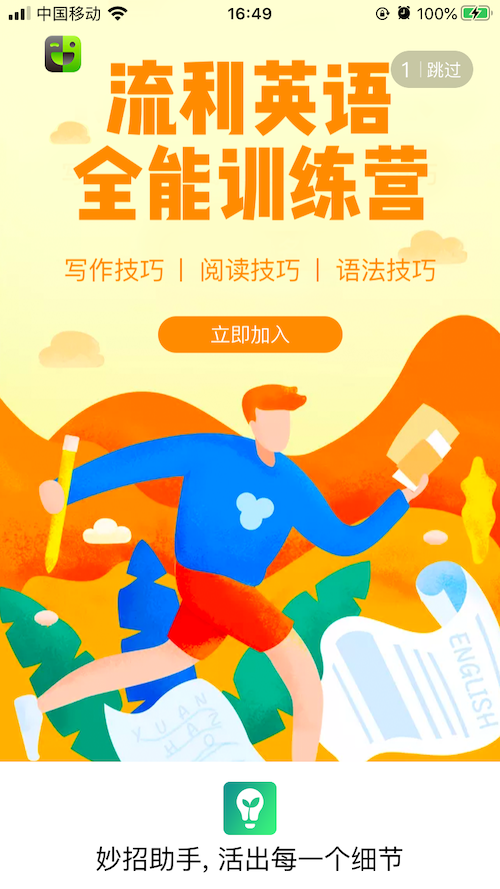 中国移动 16:49 100%
1 跳过
流利英语
全能训练营
写作技巧 | 阅读技巧 | 语法技巧
立即加入
ENGLISH
XUANN
HAO
妙招助手, 活出每一个细节